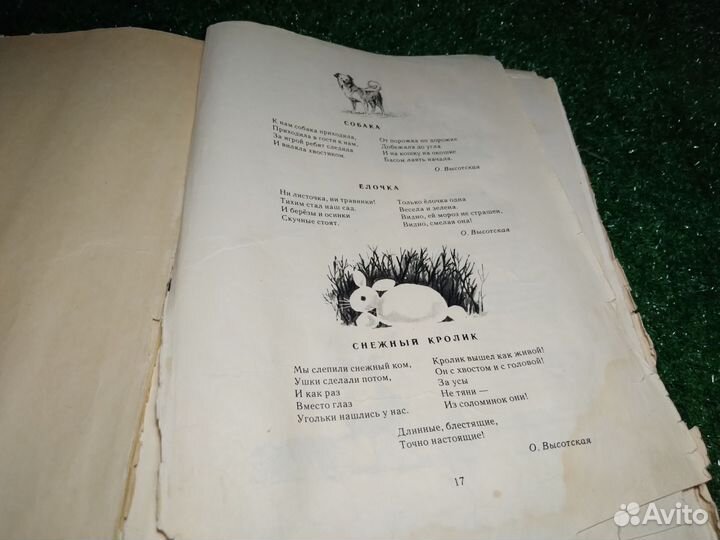 СОБАКА
К нам собака приходила,
Приходила в гости к нам,
За игрой ребят следила
И виляла хвостиком.
От порожка по дорожке
Добежала до угла
И на кошку на окошке
Басом лаять начала.
О. Высотская
ЁЛОЧКА
Ни листочка, ни травинки!
Тихим стал наш сад.
И берёзы и осинки
Скучные стоят.
Только ёлочка одна
Весела и зелена.
Видно, ей мороз не страшен,
Видно, смелая она!
О. Высотская
СНЕЖНЫЙ КРОЛИК
Мы слепили снежный ком,
Ушки сделали потом,
И как раз
Вместо глаз
Угольки нашлись у нас.
Кролик вышел как живой!
Он с хвостом и с головой!
За усы
Не тяни —
Из соломинок они!
Длинные, блестящие,
Точно настоящие!
О. Высотская
17
Avito